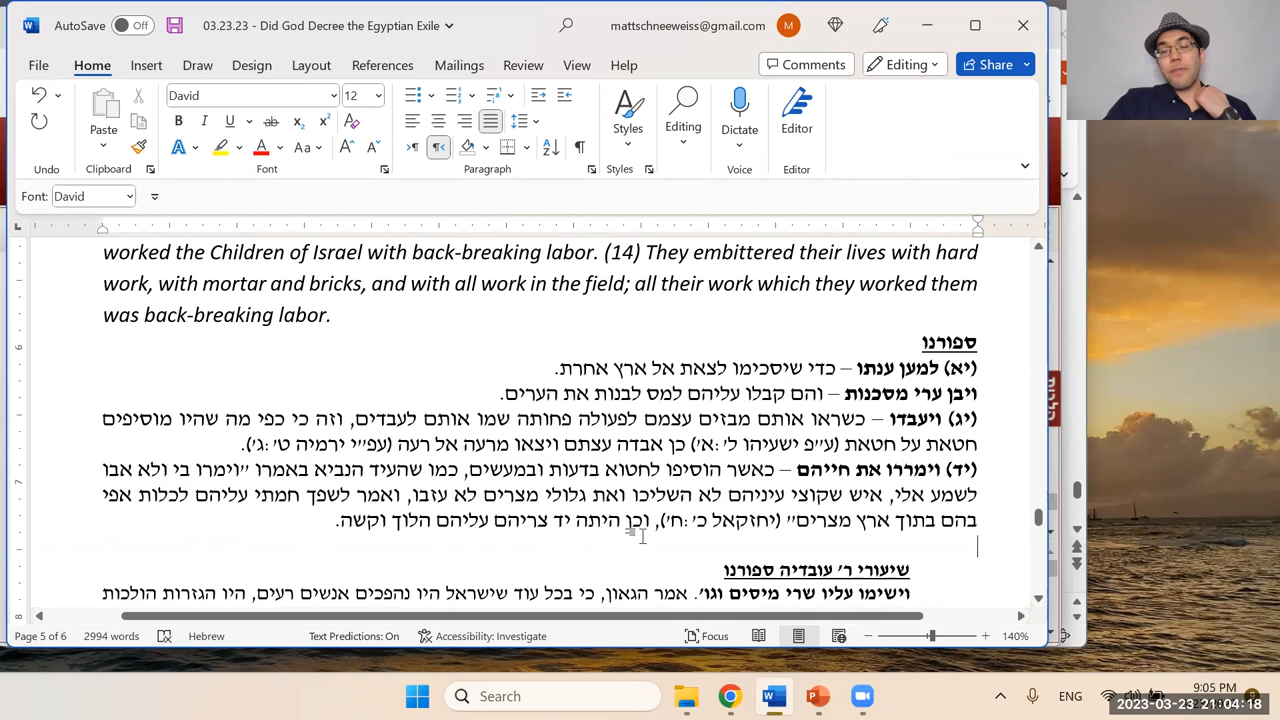 AutoSave Off 03.23.23 - Did God Decree the Egyptian Exile mattschneeweiss@gmail.com M
File Home Insert Draw Design Layout References Mailings Review View Help Comments Editing Share
David 12
Paste Styles Editing Dictate Editor
Undo Clipboard Font Paragraph Styles Voice Editor
Font: David
worked the Children of Israel with back-breaking labor. (14) They embittered their lives with hard
work, with mortar and bricks, and with all work in the field; all their work which they worked them
was back-breaking labor.
ספורנו
(יא) למען ענתו – כדי שיסכימו לצאת אל ארץ אחרת.
ויבן ערי מסכנות – והם קבלו עליהם למס לבנות את הערים.
(יג) ויעבדו – כשראו אותם מבזים עצמם לפעולה פחותה שמו אותם לעבדים, וזה כי כפי מה שהיו מוסיפים
חטאת על חטאת (ע״פ ישעיהו ל׳:א׳) כן אבדה עצתם ויצאו מרעה אל רעה (עפ״י ירמיה ט׳:ג׳).
(יד) וימררו את חייהם – כאשר הוסיפו לחטוא בדעות ובמעשים, כמו שהעיד הנביא באמרו ״וימרו בי ולא אבו
לשמע אלי, איש שקוצי עיניהם לא השליכו ואת גלולי מצרים לא עזבו, ואמר לשפך חמתי עליהם לכלות אפי
בהם בתוך ארץ מצרים״ (יחזקאל כ׳:ח׳), וכן היתה יד צריהם עליהם הלוך וקשה.
שיעורי ר׳ עובדיה ספורנו
וישימו עליו שרי מיסים וגו׳. אמר הגאון, כי בכל עוד שישראל היו נהפכים אנשים רעים, היו הגזרות הולכות
Page 5 of 6 2994 words Hebrew Text Predictions: On Accessibility: Investigate Focus 140%
Search ENG 9:05 PM
2023-03-23 21:04:18